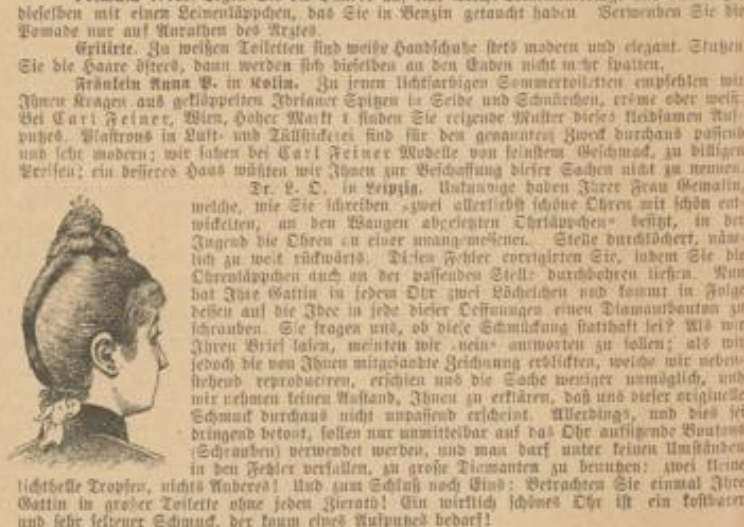 dieselben mit einem Leinenläppchen, das Sie in Benzin getaucht haben Verwenden Sie die
Pomade nur auf Anrathen des Arztes.
Exilirte. Zu weißen Toiletten sind weiße Handschuhe stets modern und elegant. Stutzen
Sie die Haare öfters, dann werden sich dieselben an den Enden nicht mehr spalten.
Fräulein Anna P. in Kolin. Zu jenen lichtfarbigen Sommertoiletten empfehlen wir
Ihnen Kragen aus geklöppelten Idrianer Spitzen in Seide und Schnürchen, crême oder weiß.
Bei Carl Feiner, Wien, Hoher Markt 1 finden Sie reizende Muster dieses kleidsamen Auf-
putzes. Plastrons in Luft- und Tüllstickerei sind für den genannten Zweck durchaus passend
und sehr modern; wir sahen bei Carl Feiner Modelle von feinstem Geschmack, zu billigen
Preisen; ein besseres Haus wüßten wir Ihnen zur Beschaffung dieser Sachen nicht zu nennen.
Dr. L. O. in Leipzig. Unkundige haben Ihrer Frau Gemalin,
welche, wie Sie schreiben »zwei allerliebst schöne Ohren mit schön ent-
wickelten, an den Wangen abgesetzten Ohrläppchen« besitzt, in der
Jugend die Ohren an einer unangemessenen Stelle durchlöchert, näm-
lich zu weit rückwärts. Diesen Fehler corrigirten Sie, indem Sie die
Ohrenläppchen auch an der passenden Stelle durchbohren ließen. Nun
hat Ihre Gattin in jedem Ohr zwei Löchelchen und kommt in Folge
dessen auf die Idee in jede dieser Oeffnungen einen Diamantbouton zu
schrauben. Sie fragen uns, ob diese Schmückung statthaft sei? Als wir
Ihren Brief lasen, meinten wir »nein« antworten zu sollen; als wir
jedoch die von Ihnen mitgesandte Zeichnung erblickten, welche wir neben-
stehend reproduciren, erschien uns die Sache weniger unmöglich, und
wir nehmen keinen Anstand, Ihnen zu erklären, daß uns dieser originelle
Schmuck durchaus nicht unpassend erscheint. Allerdings, und dies sei
dringend betont, sollen nur unmittelbar auf das Ohr aufsitzende Boutons
(Schrauben) verwendet werden, und man darf unter keinen Umständen
in den Fehler verfallen, zu große Diamanten zu benutzen; zwei kleine
lichthelle Tropfen, nichts Anderes! Und zum Schluß noch Eins: Betrachten Sie einmal Ihre
Gattin in großer Toilette ohne jeden Zierath! Ein wirklich schönes Ohr ist ein kostbarer
und sehr seltener Schmuck, der kaum eines Aufputzes bedarf!